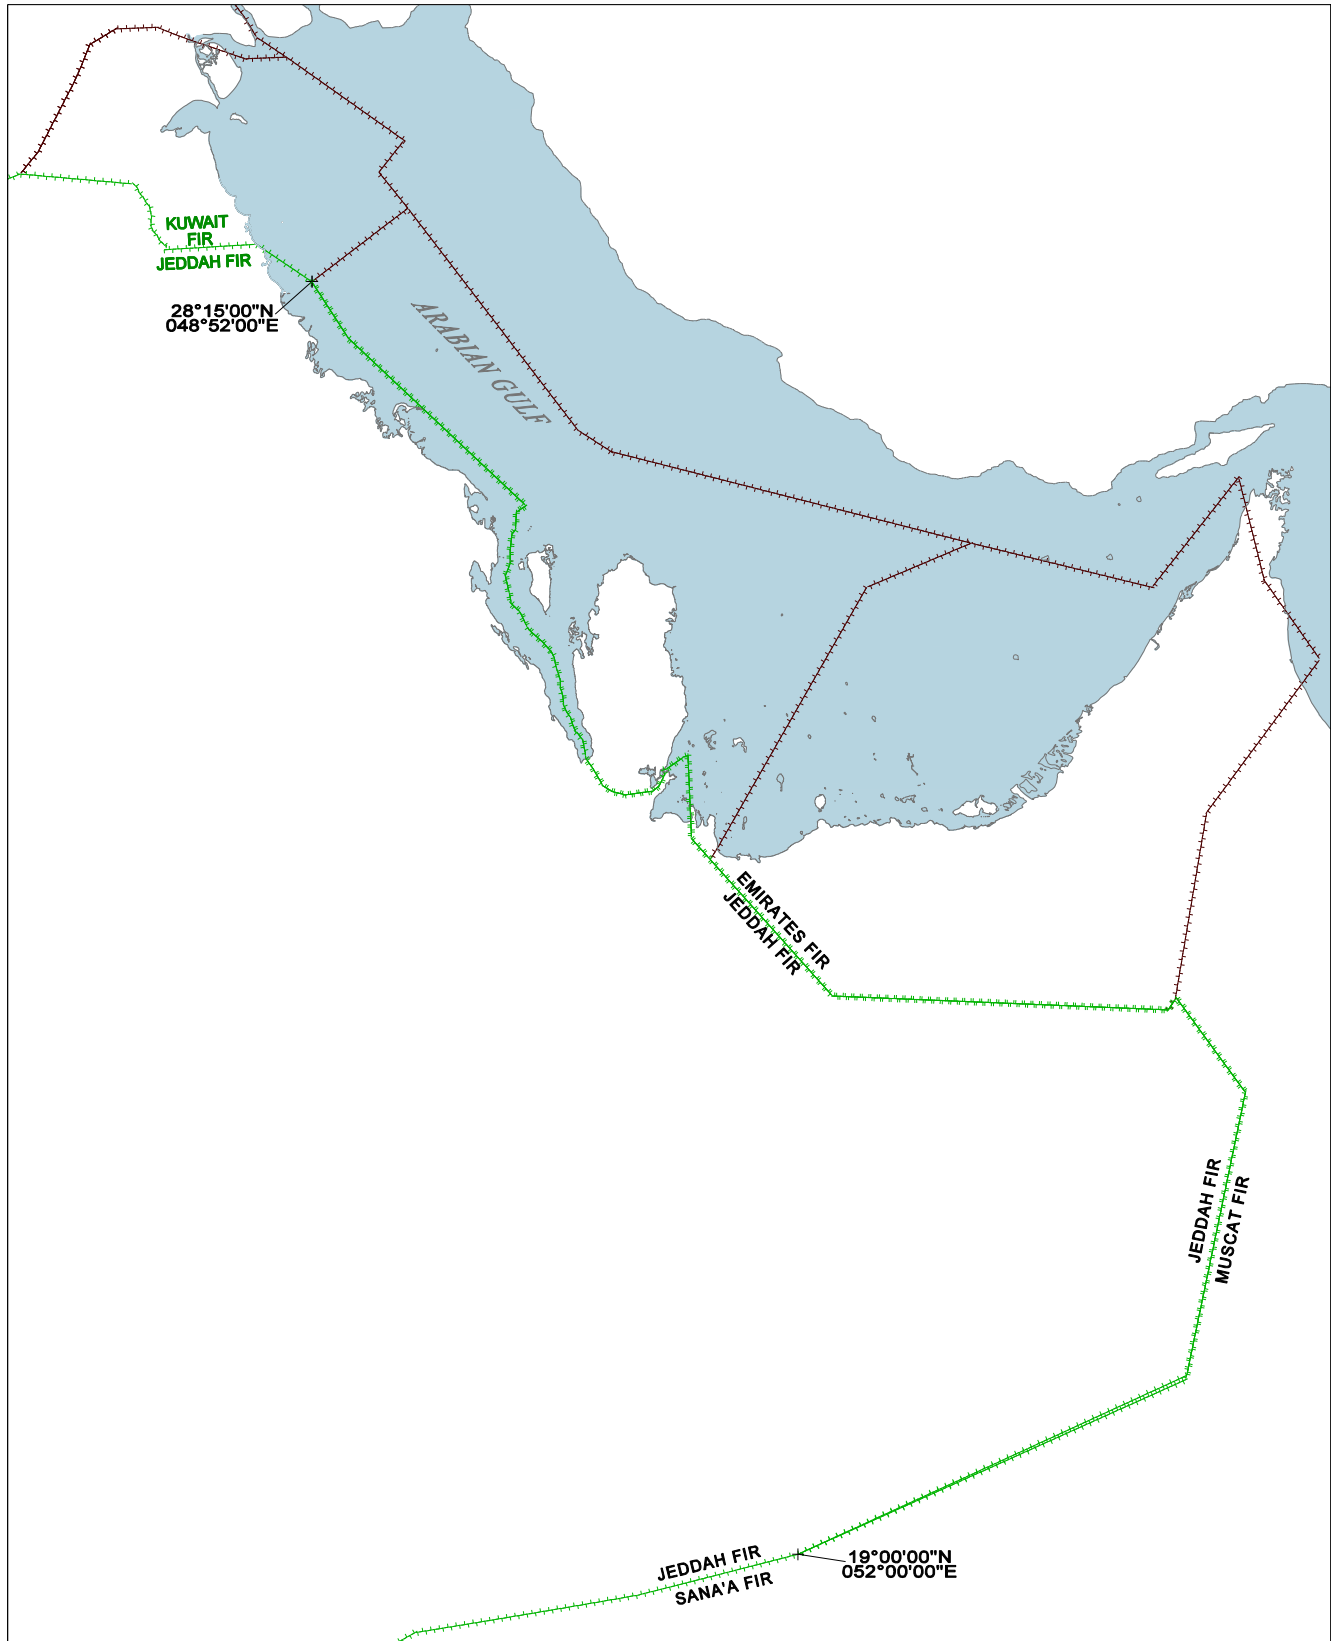 KUWAIT
FIR
JEDDAH FIR
28°15'00"N
048°52'00"E
ARABIAN GULF
EMIRATES FIR
JEDDAH FIR
JEDDAH FIR
MUSCAT FIR
JEDDAH FIR
SANA'A FIR
19°00'00"N
052°00'00"E